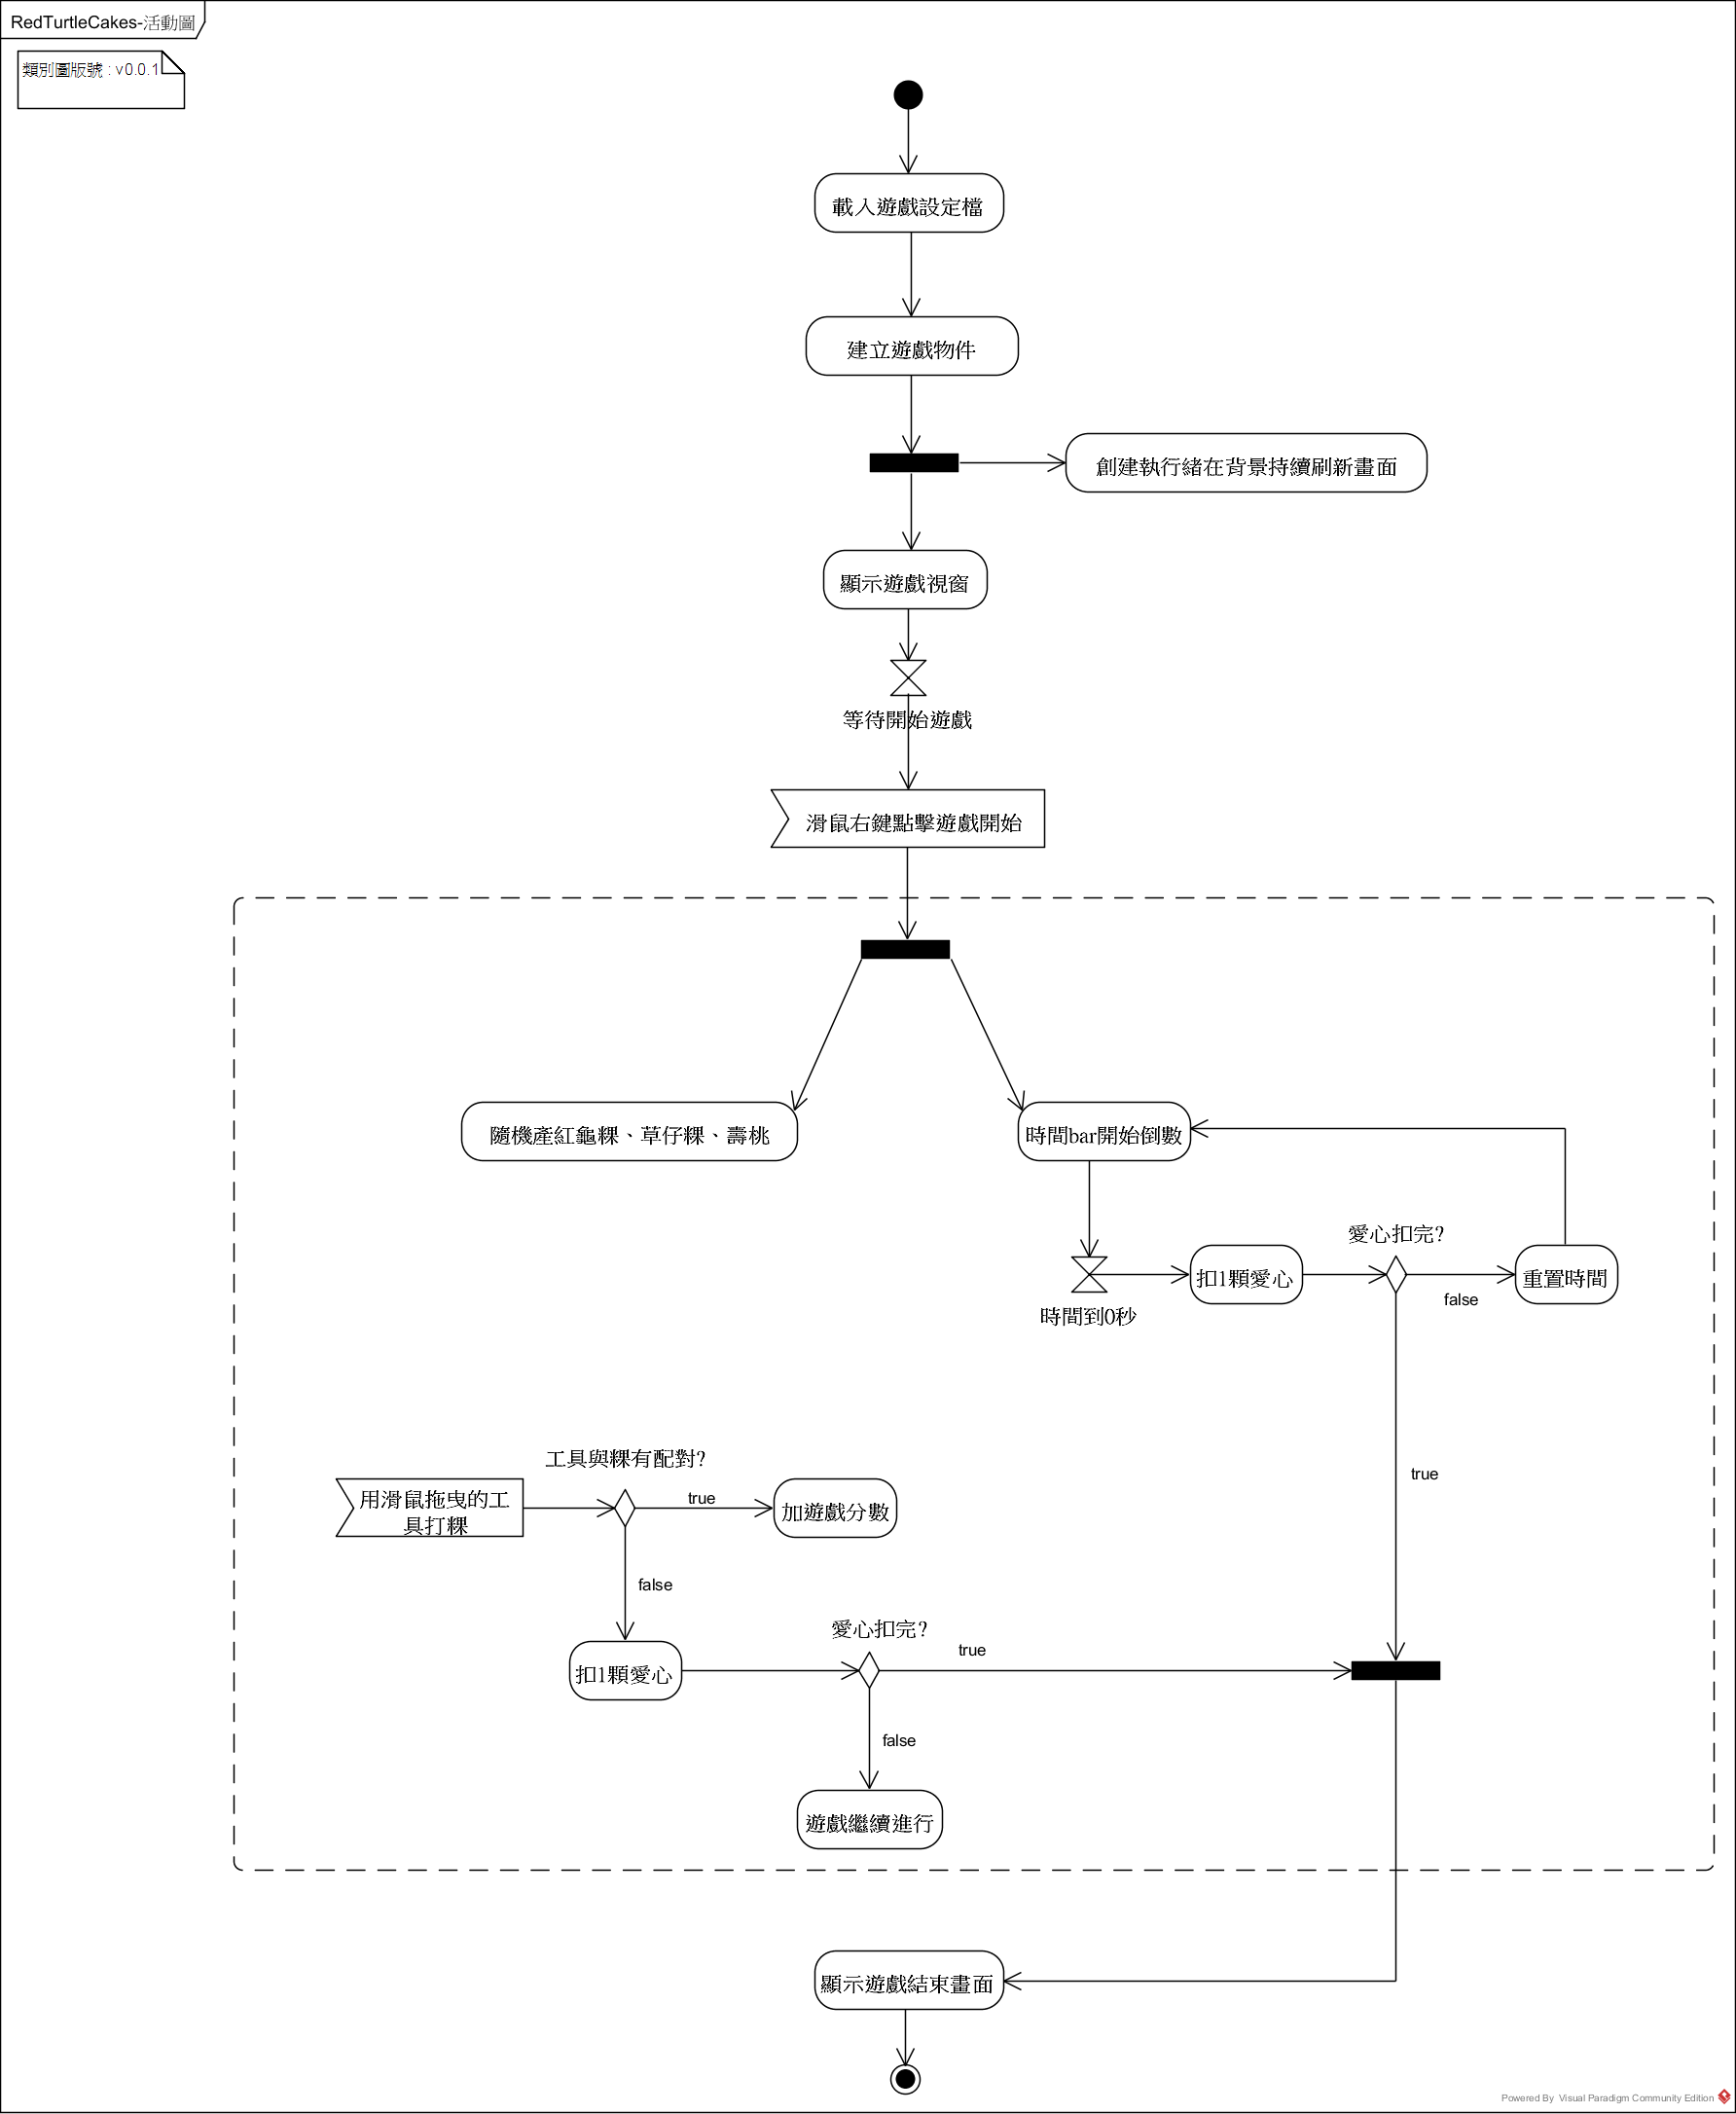 RedTurtleCakes-活動圖
類別圖版號 : v0.0.1
載入遊戲設定檔
建立遊戲物件
創建執行緒在背景持續刷新畫面
顯示遊戲視窗
等待開始遊戲
滑鼠右鍵點擊遊戲開始
隨機產紅龜粿、草仔粿、壽桃
時間bar開始倒數
愛心扣完?
扣1顆愛心
重置時間
false
時間到0秒
工具與粿有配對?
true
用滑鼠拖曳的工
具打粿
true
加遊戲分數
false
愛心扣完?
true
扣1顆愛心
false
遊戲繼續進行
顯示遊戲結束畫面
Powered By Visual Paradigm Community Edition